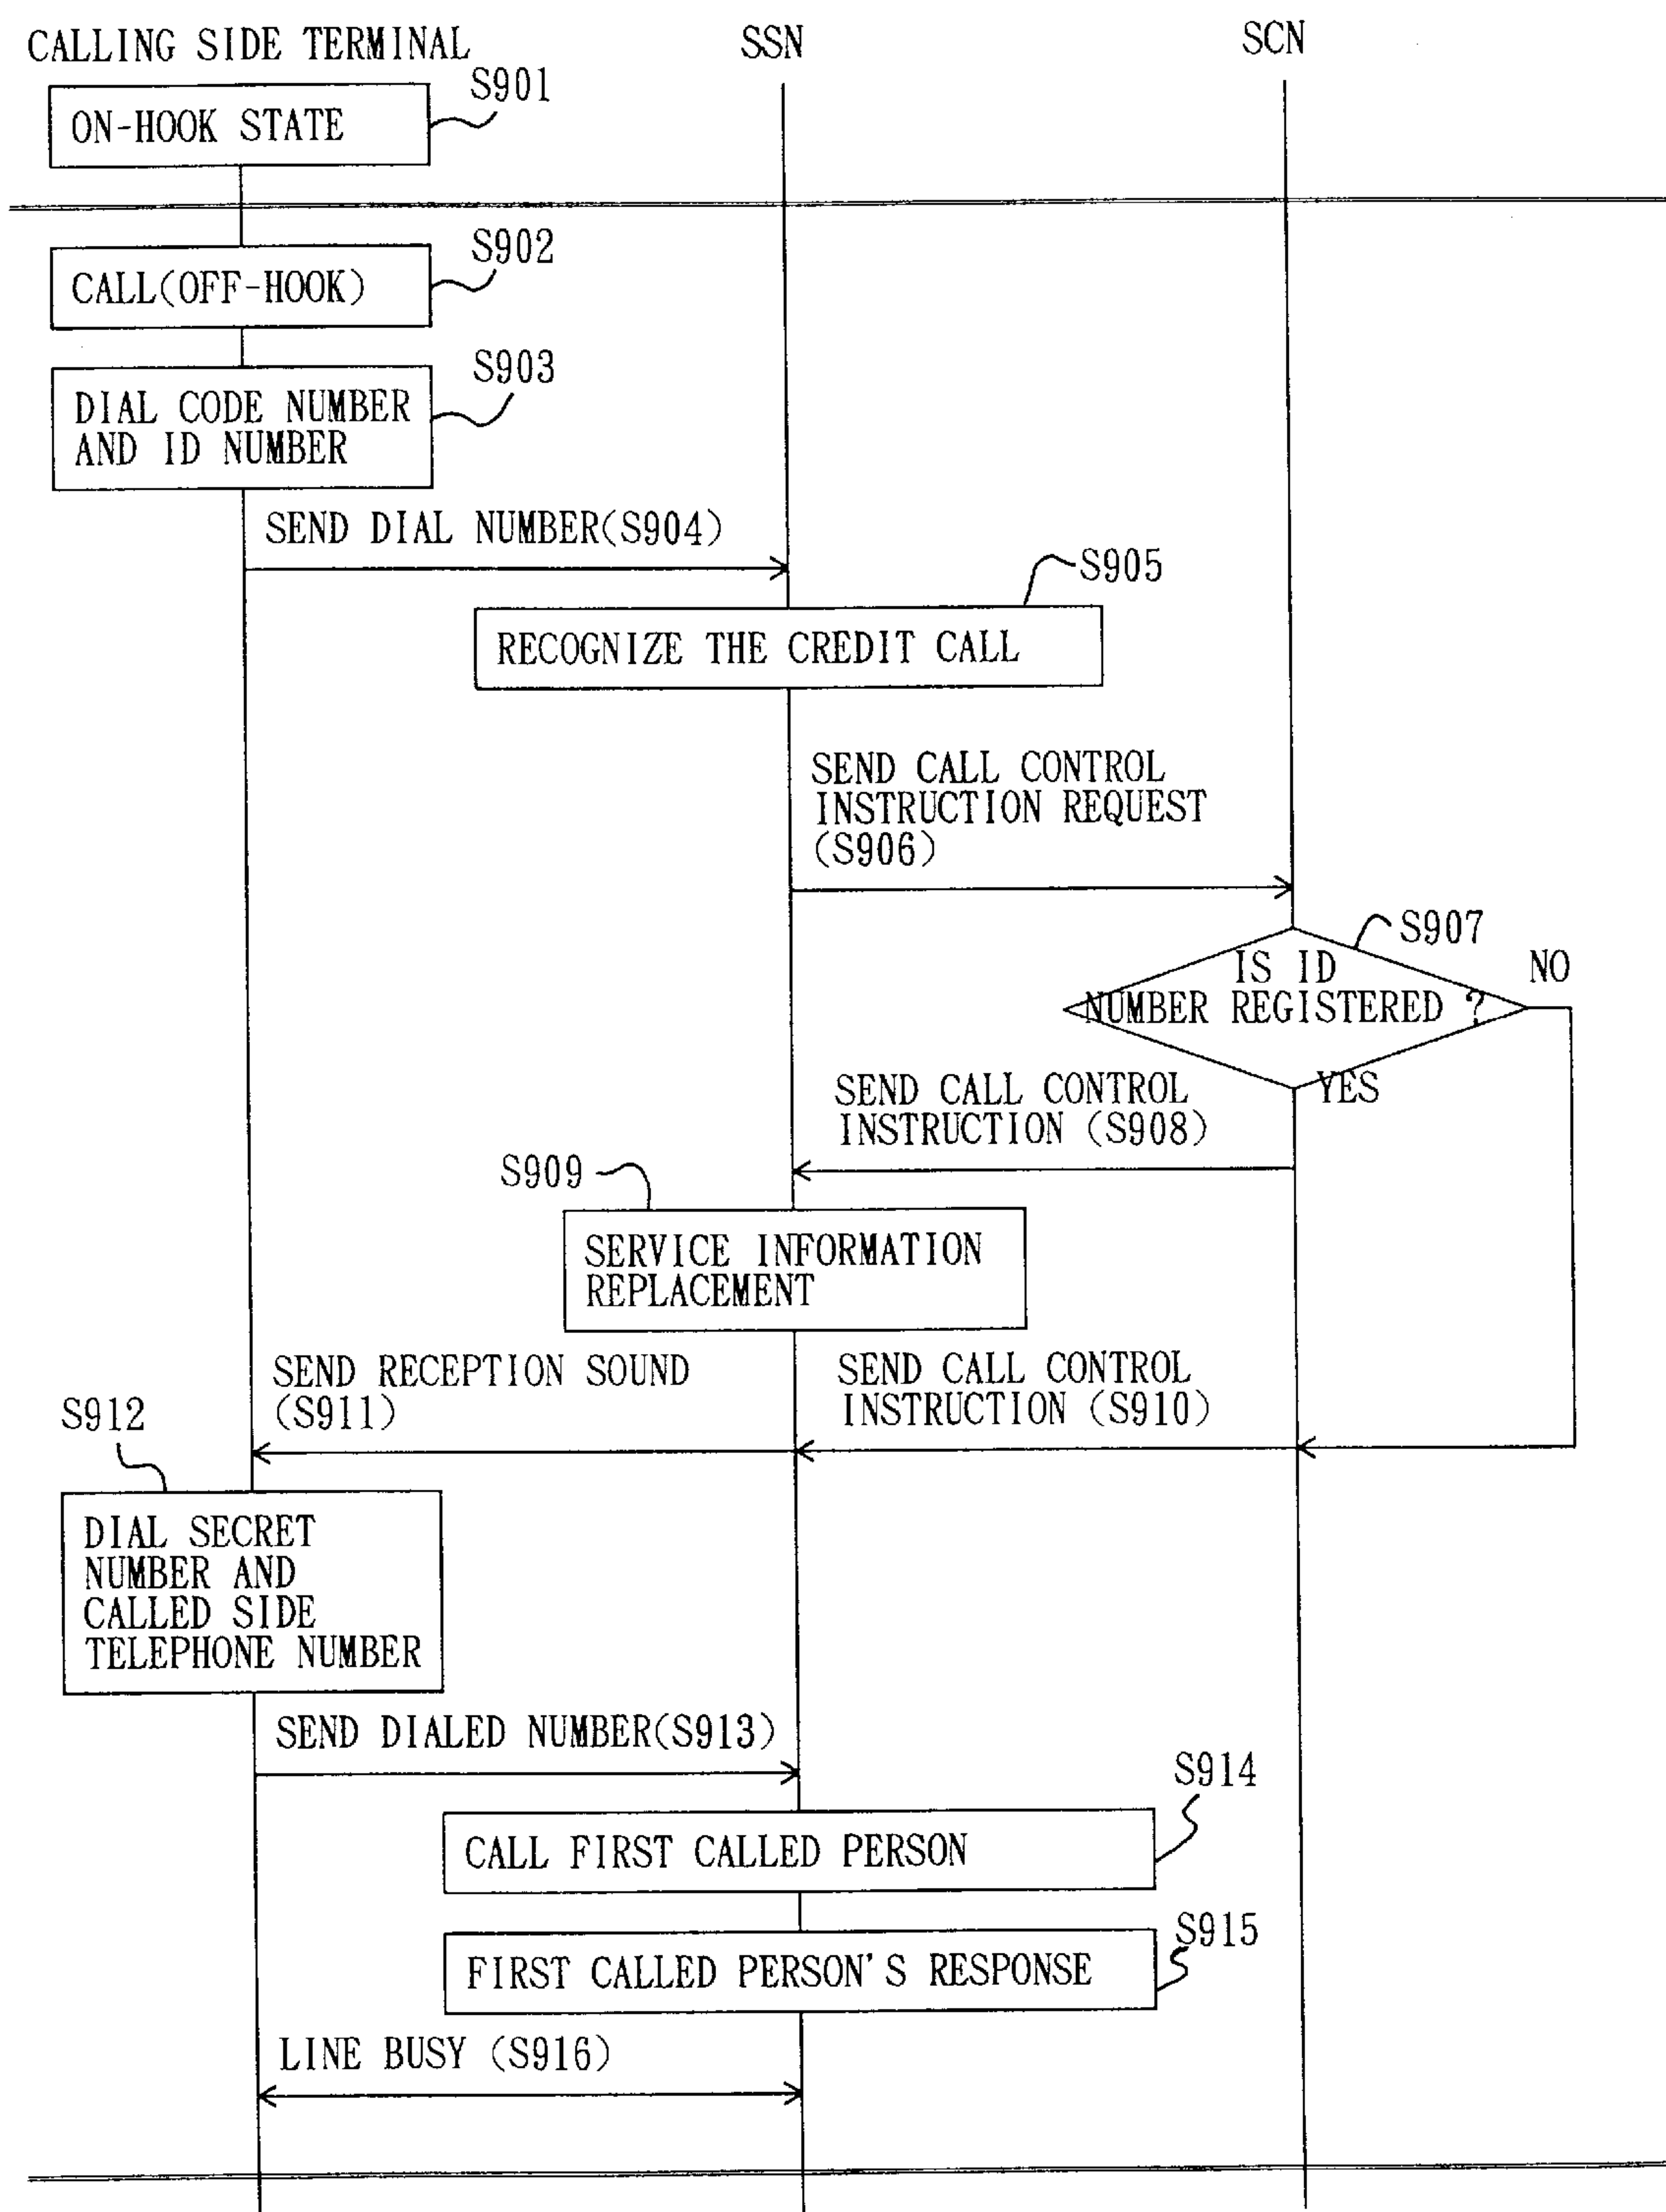 CALLING SIDE TERMINAL
SSN
SCN
S901
ON-HOOK STATE
S902
CALL(OFF-HOOK)
S903
DIAL CODE NUMBER
AND ID NUMBER
SEND DIAL NUMBER(S904)
S905
RECOGNIZE THE CREDIT CALL
SEND CALL CONTROL
INSTRUCTION REQUEST
(S906)
S907
IS ID
NUMBER REGISTERED ?
NO
YES
SEND CALL CONTROL
INSTRUCTION (S908)
S909
SERVICE INFORMATION
REPLACEMENT
SEND RECEPTION SOUND
(S911)
SEND CALL CONTROL
INSTRUCTION (S910)
S912
DIAL SECRET
NUMBER AND
CALLED SIDE
TELEPHONE NUMBER
SEND DIALED NUMBER(S913)
S914
CALL FIRST CALLED PERSON
S915
FIRST CALLED PERSON'S RESPONSE
LINE BUSY (S916)